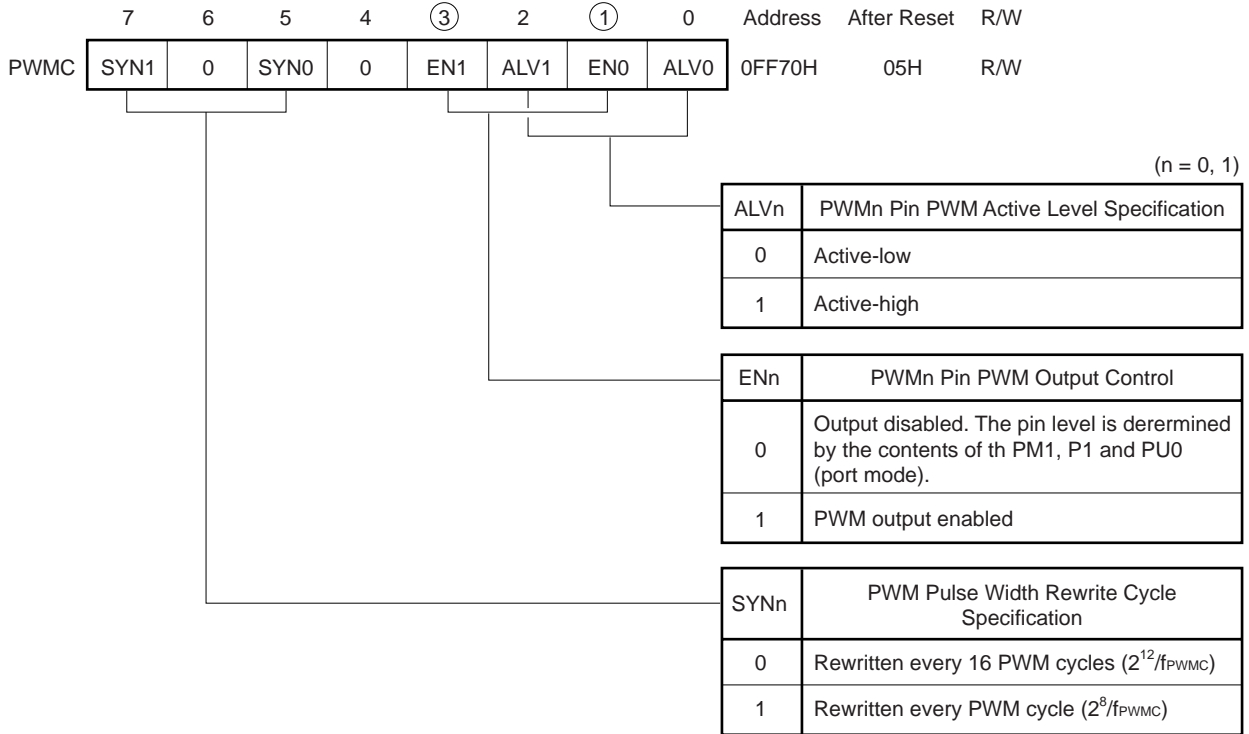 7 6 5 4 3 2 1 0 Address After Reset R/W
PWMC SYN1 0 SYN0 0 EN1 ALV1 EN0 ALV0 0FF70H 05H R/W
(n = 0, 1)
ALVn PWMn Pin PWM Active Level Specification
0 Active-low
1 Active-high
ENn PWMn Pin PWM Output Control
0 Output disabled. The pin level is derermined
by the contents of th PM1, P1 and PU0
(port mode).
1 PWM output enabled
SYNn PWM Pulse Width Rewrite Cycle
Specification
0 Rewritten every 16 PWM cycles (2¹²/fPWMC)
1 Rewritten every PWM cycle (2⁸/fPWMC)